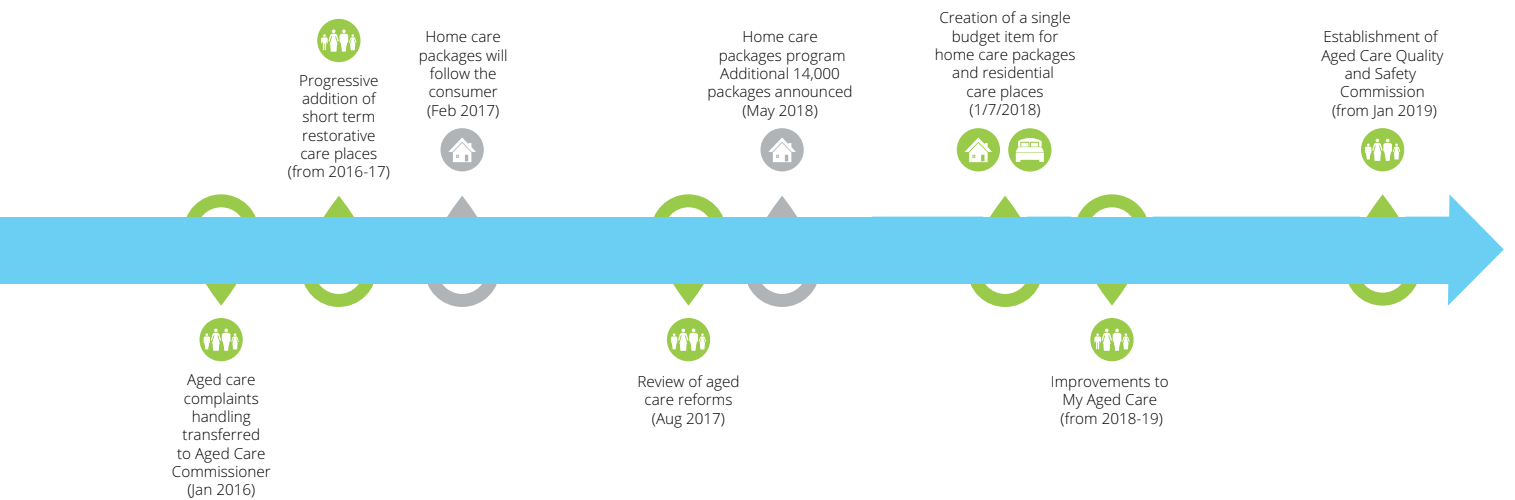 Progressive
addition of
short term
restorative
care places
(from 2016-17)
Home care
packages will
follow the
consumer
(Feb 2017)
Home care
packages program
Additional 14,000
packages announced
(May 2018)
Creation of a single
budget item for
home care packages
and residential
care places
(1/7/2018)
Establishment of
Aged Care Quality
and Safety
Commission
(from Jan 2019)
Aged care
complaints
handling
transferred
to Aged Care
Commissioner
(Jan 2016)
Review of aged
care reforms
(Aug 2017)
Improvements to
My Aged Care
(from 2018-19)